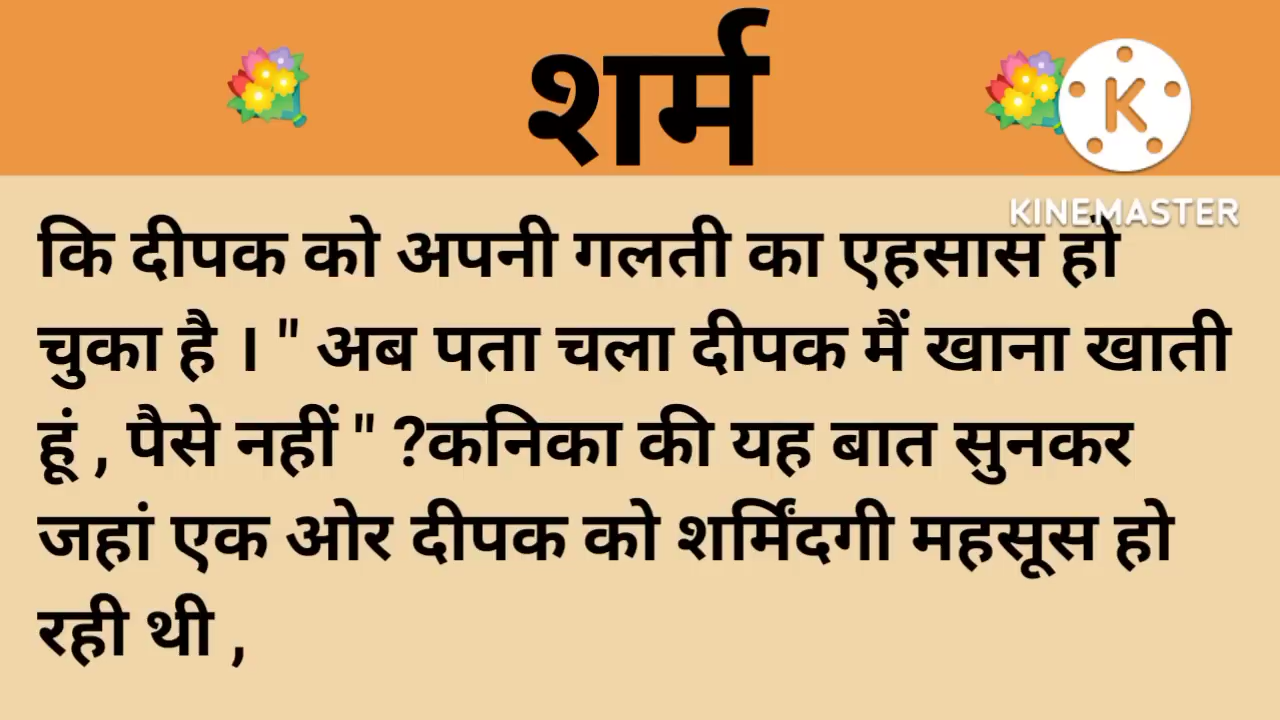 शर्म
K
KINEMASTER
कि दीपक को अपनी गलती का एहसास हो
चुका है । " अब पता चला दीपक मैं खाना खाती
हूं , पैसे नहीं " ?कनिका की यह बात सुनकर
जहां एक ओर दीपक को शर्मिंदगी महसूस हो
रही थी ,